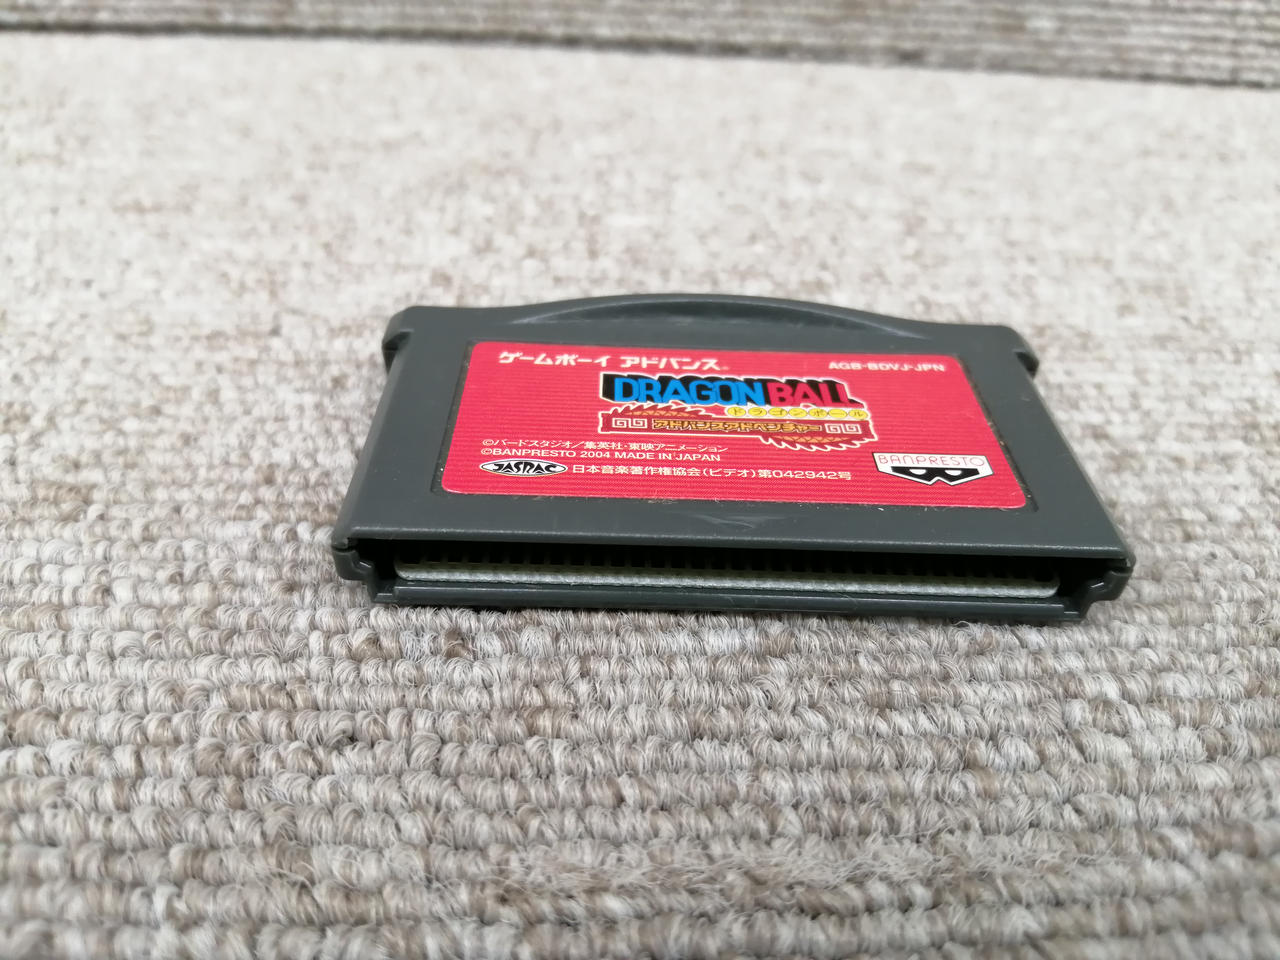 ゲームボーイ アドバンス
AGB-BDVJ-JPN
DRAGON BALL
ドラゴンボール
アドバンスアドベンチャー
©バードスタジオ／集英社・東映アニメーション
©BANPRESTO 2004 MADE IN JAPAN
JASRAC 日本音楽著作権協会(ビデオ)第042942号
BANPRESTO